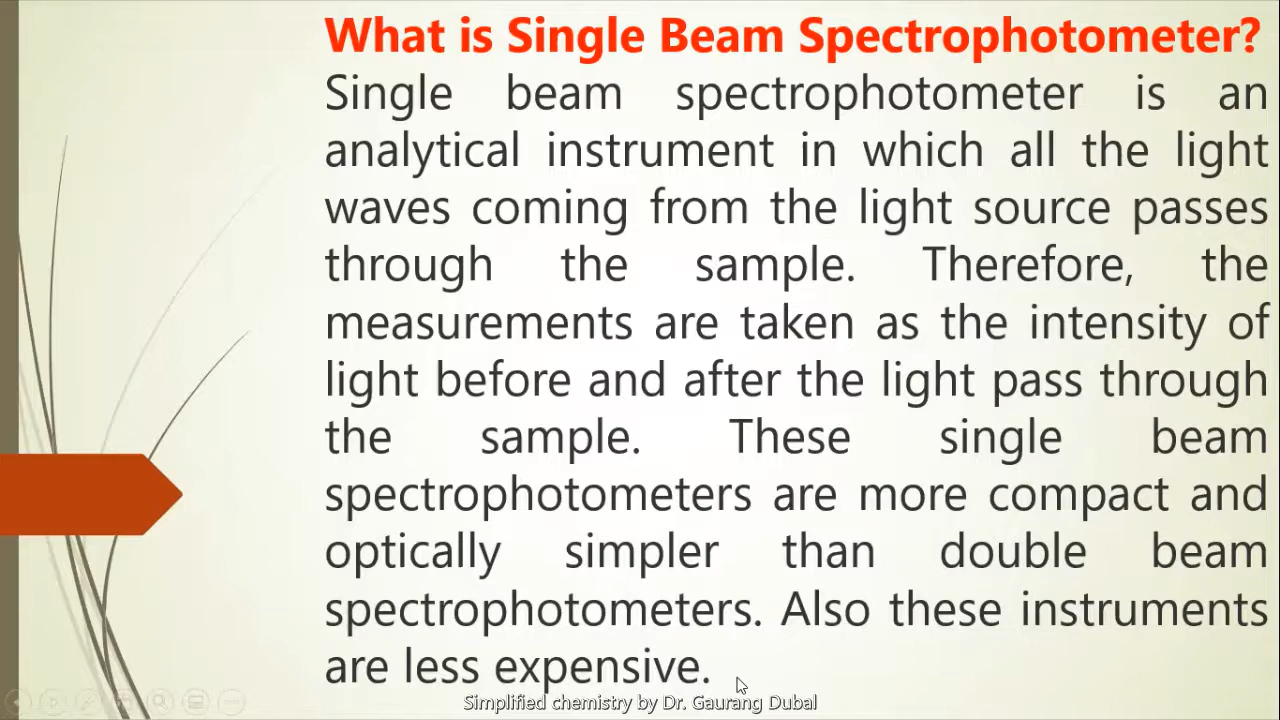 What is Single Beam Spectrophotometer?
Single beam spectrophotometer is an
analytical instrument in which all the light
waves coming from the light source passes
through the sample. Therefore, the
measurements are taken as the intensity of
light before and after the light pass through
the sample. These single beam
spectrophotometers are more compact and
optically simpler than double beam
spectrophotometers. Also these instruments
are less expensive.
Simplified chemistry by Dr. Gaurang Dubal